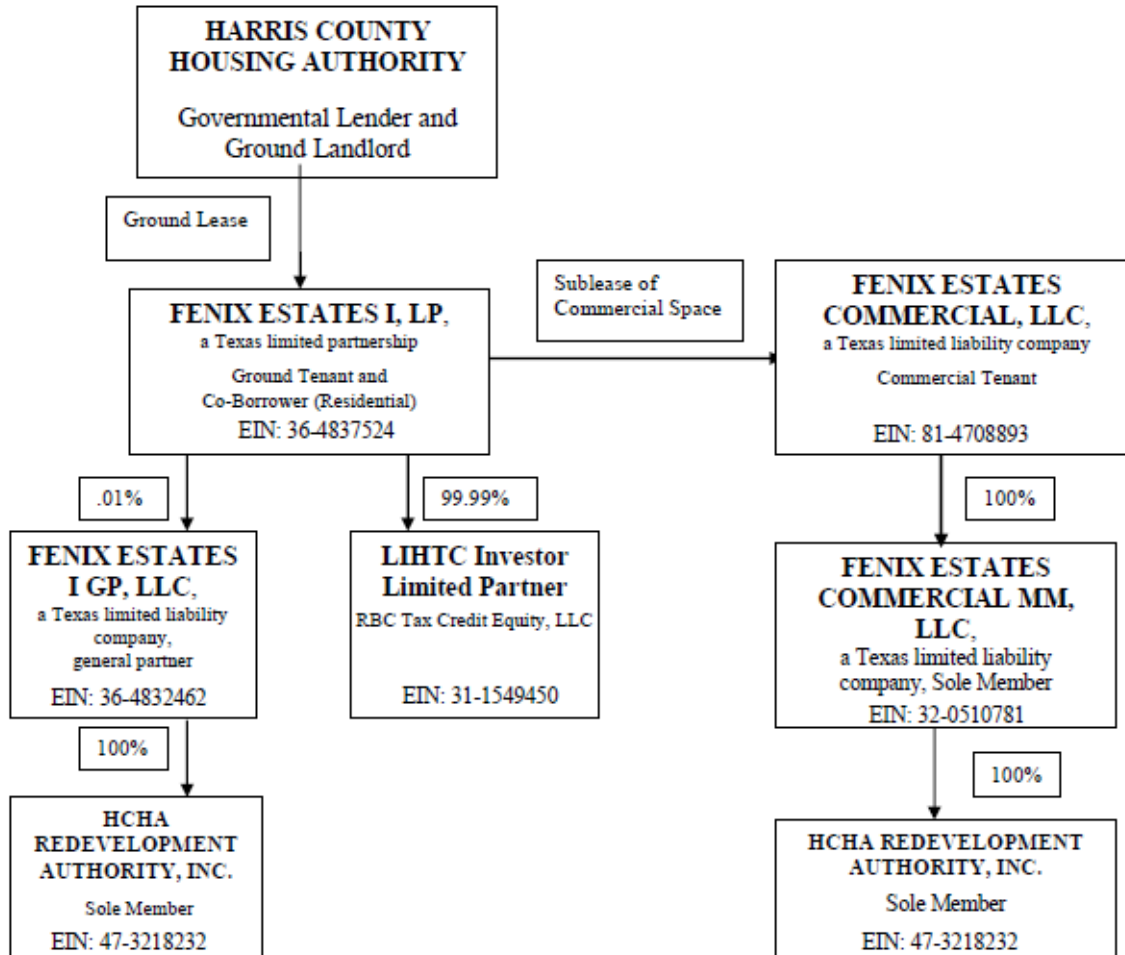 HARRIS COUNTY
HOUSING AUTHORITY
Governmental Lender and
Ground Landlord
Ground Lease
FENIX ESTATES I, LP,
a Texas limited partnership
Ground Tenant and
Co-Borrower (Residential)
EIN: 36-4837524
Sublease of
Commercial Space
FENIX ESTATES
COMMERCIAL, LLC,
a Texas limited liability company
Commercial Tenant
EIN: 81-4708893
.01%
99.99%
100%
FENIX ESTATES
I GP, LLC,
a Texas limited liability
company,
general partner
EIN: 36-4832462
LIHTC Investor
Limited Partner
RBC Tax Credit Equity, LLC
EIN: 31-1549450
FENIX ESTATES
COMMERCIAL MM,
LLC,
a Texas limited liability
company, Sole Member
EIN: 32-0510781
100%
100%
HCHA
REDEVELOPMENT
AUTHORITY, INC.
Sole Member
EIN: 47-3218232
HCHA REDEVELOPMENT
AUTHORITY, INC.
Sole Member
EIN: 47-3218232